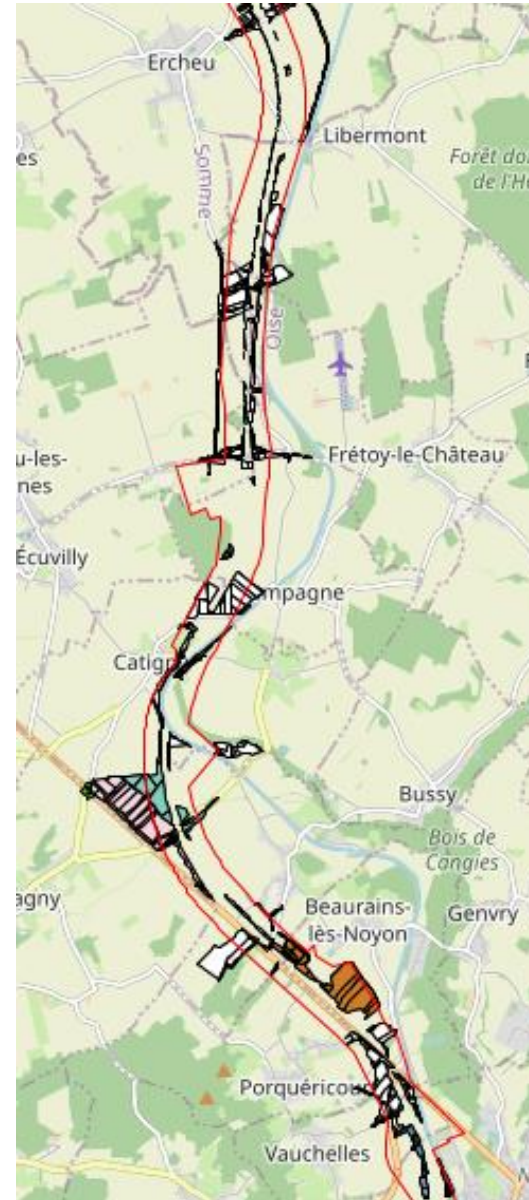 Ercheu
Libermont
es
Forêt do
de l'H
Somme
Oise
u-les-
nes
Frétoy-le-Château
Écuvilly
mpagne
Catign
Bussy
Bois de
Cangies
agny
Beaurains-
lès-Noyon
Genvry
Porquéricou
Vauchelles